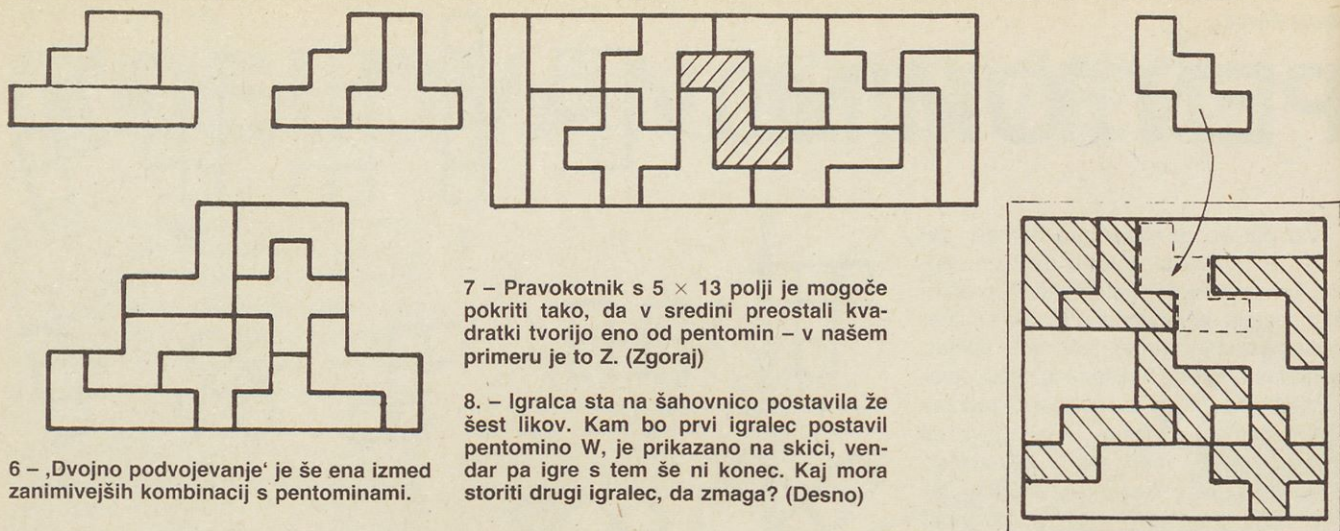 7 – Pravokotnik s 5 × 13 polji je mogoče
pokriti tako, da v sredini preostali kva-
dratki tvorijo eno od pentomin – v našem
primeru je to Z. (Zgoraj)
8. – Igralca sta na šahovnico postavila že
šest likov. Kam bo prvi igralec postavil
pentomino W, je prikazano na skici, ven-
dar pa igre s tem še ni konec. Kaj mora
storiti drugi igralec, da zmaga? (Desno)
6 – ‚Dvojno podvojevanje‘ je še ena izmed
zanimivejših kombinacij s pentominami.